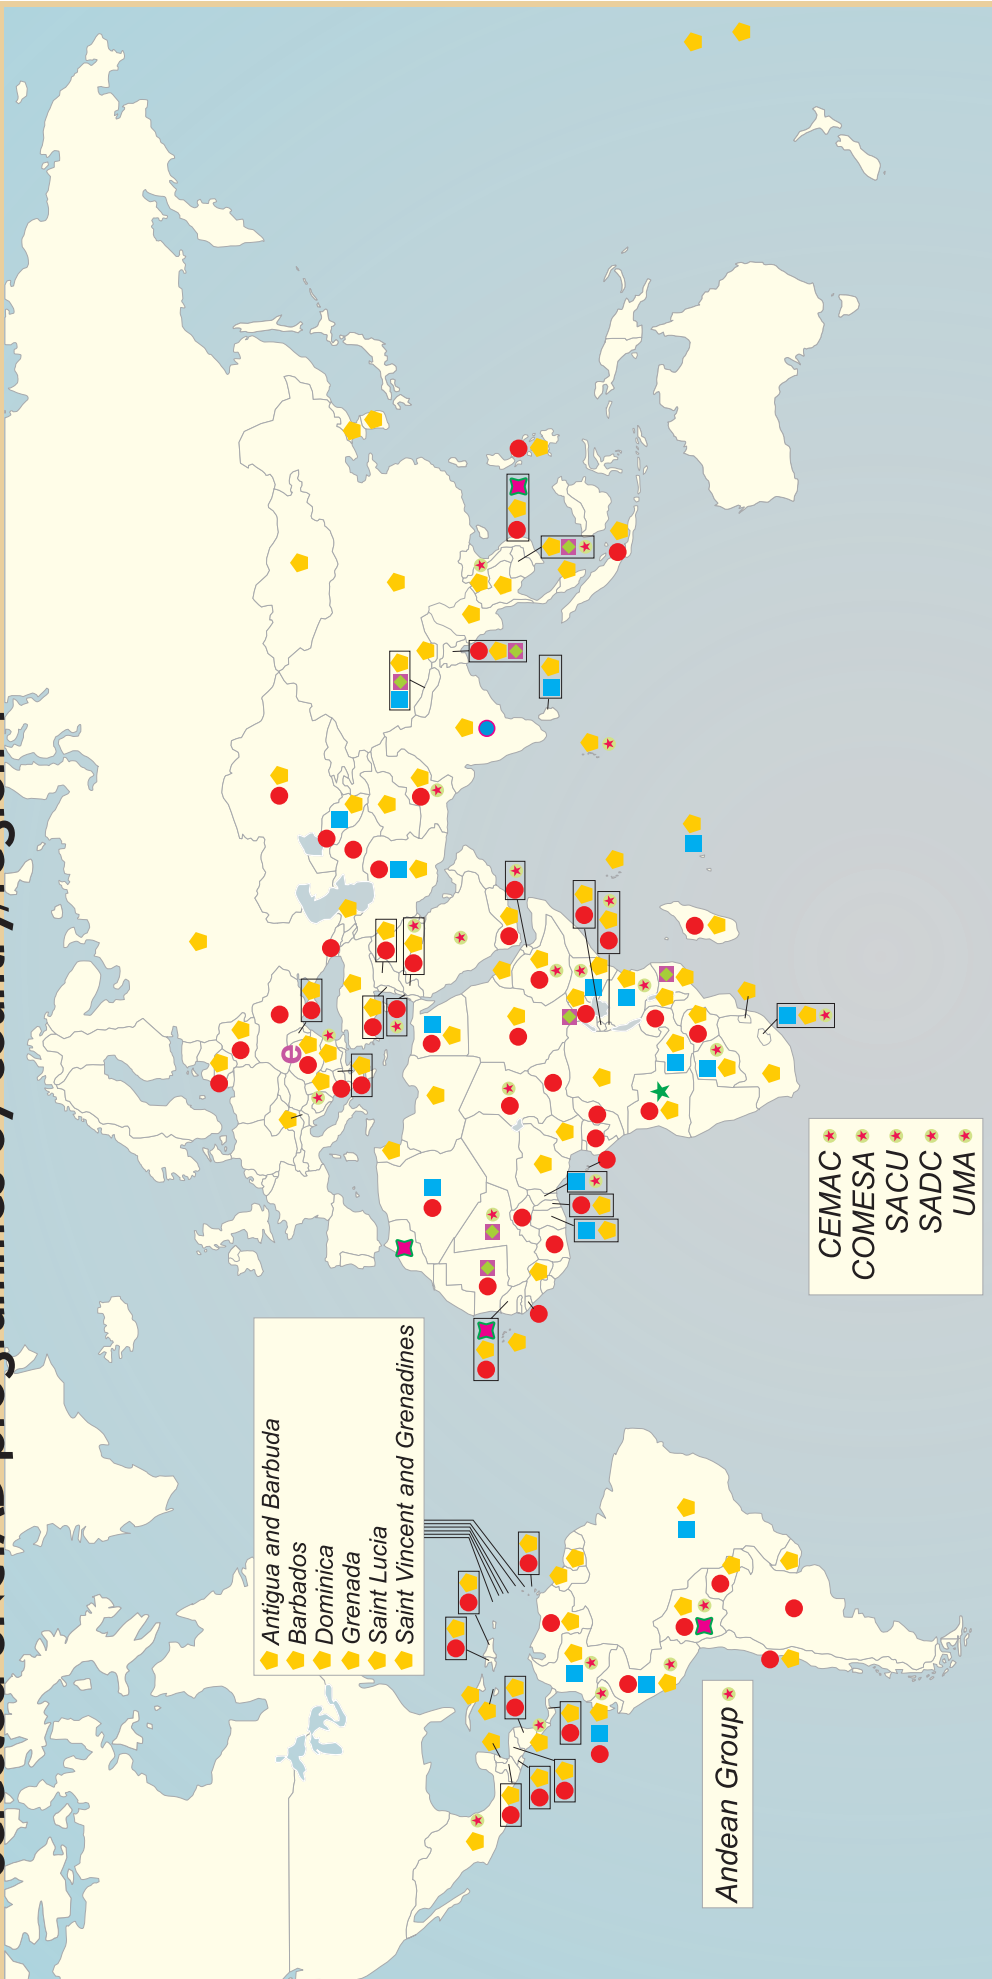 Antigua and Barbuda
Barbados
Dominica
Grenada
Saint Lucia
Saint Vincent and Grenadines
e
Andean Group
CEMAC
COMESA
SACU
SADC
UMA